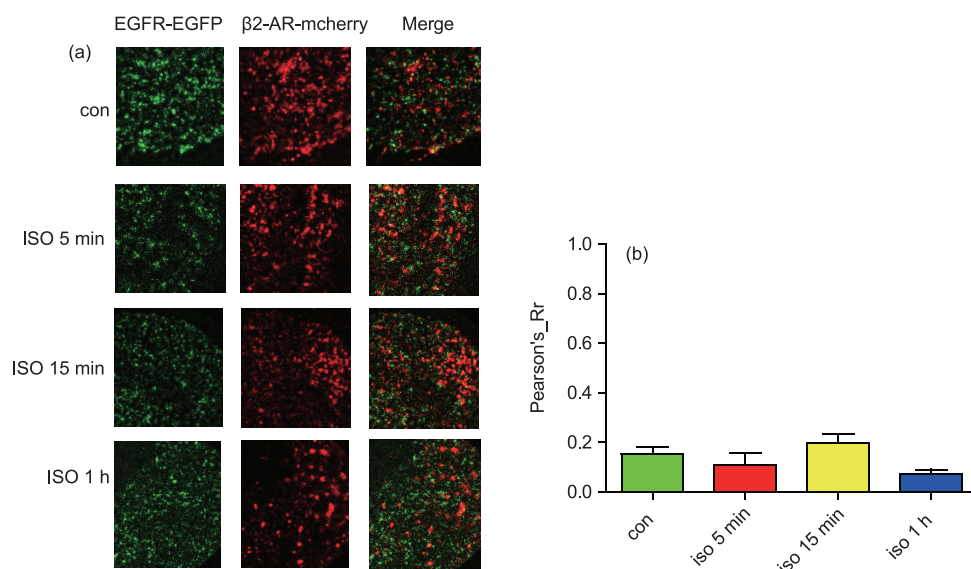 EGFR-EGFP β2-AR-mcherry Merge
(a)
con
ISO 5 min
ISO 15 min
ISO 1 h
(b)
Pearson's_Rr
1.0
0.8
0.6
0.4
0.2
0.0
con
iso 5 min
iso 15 min
iso 1 h